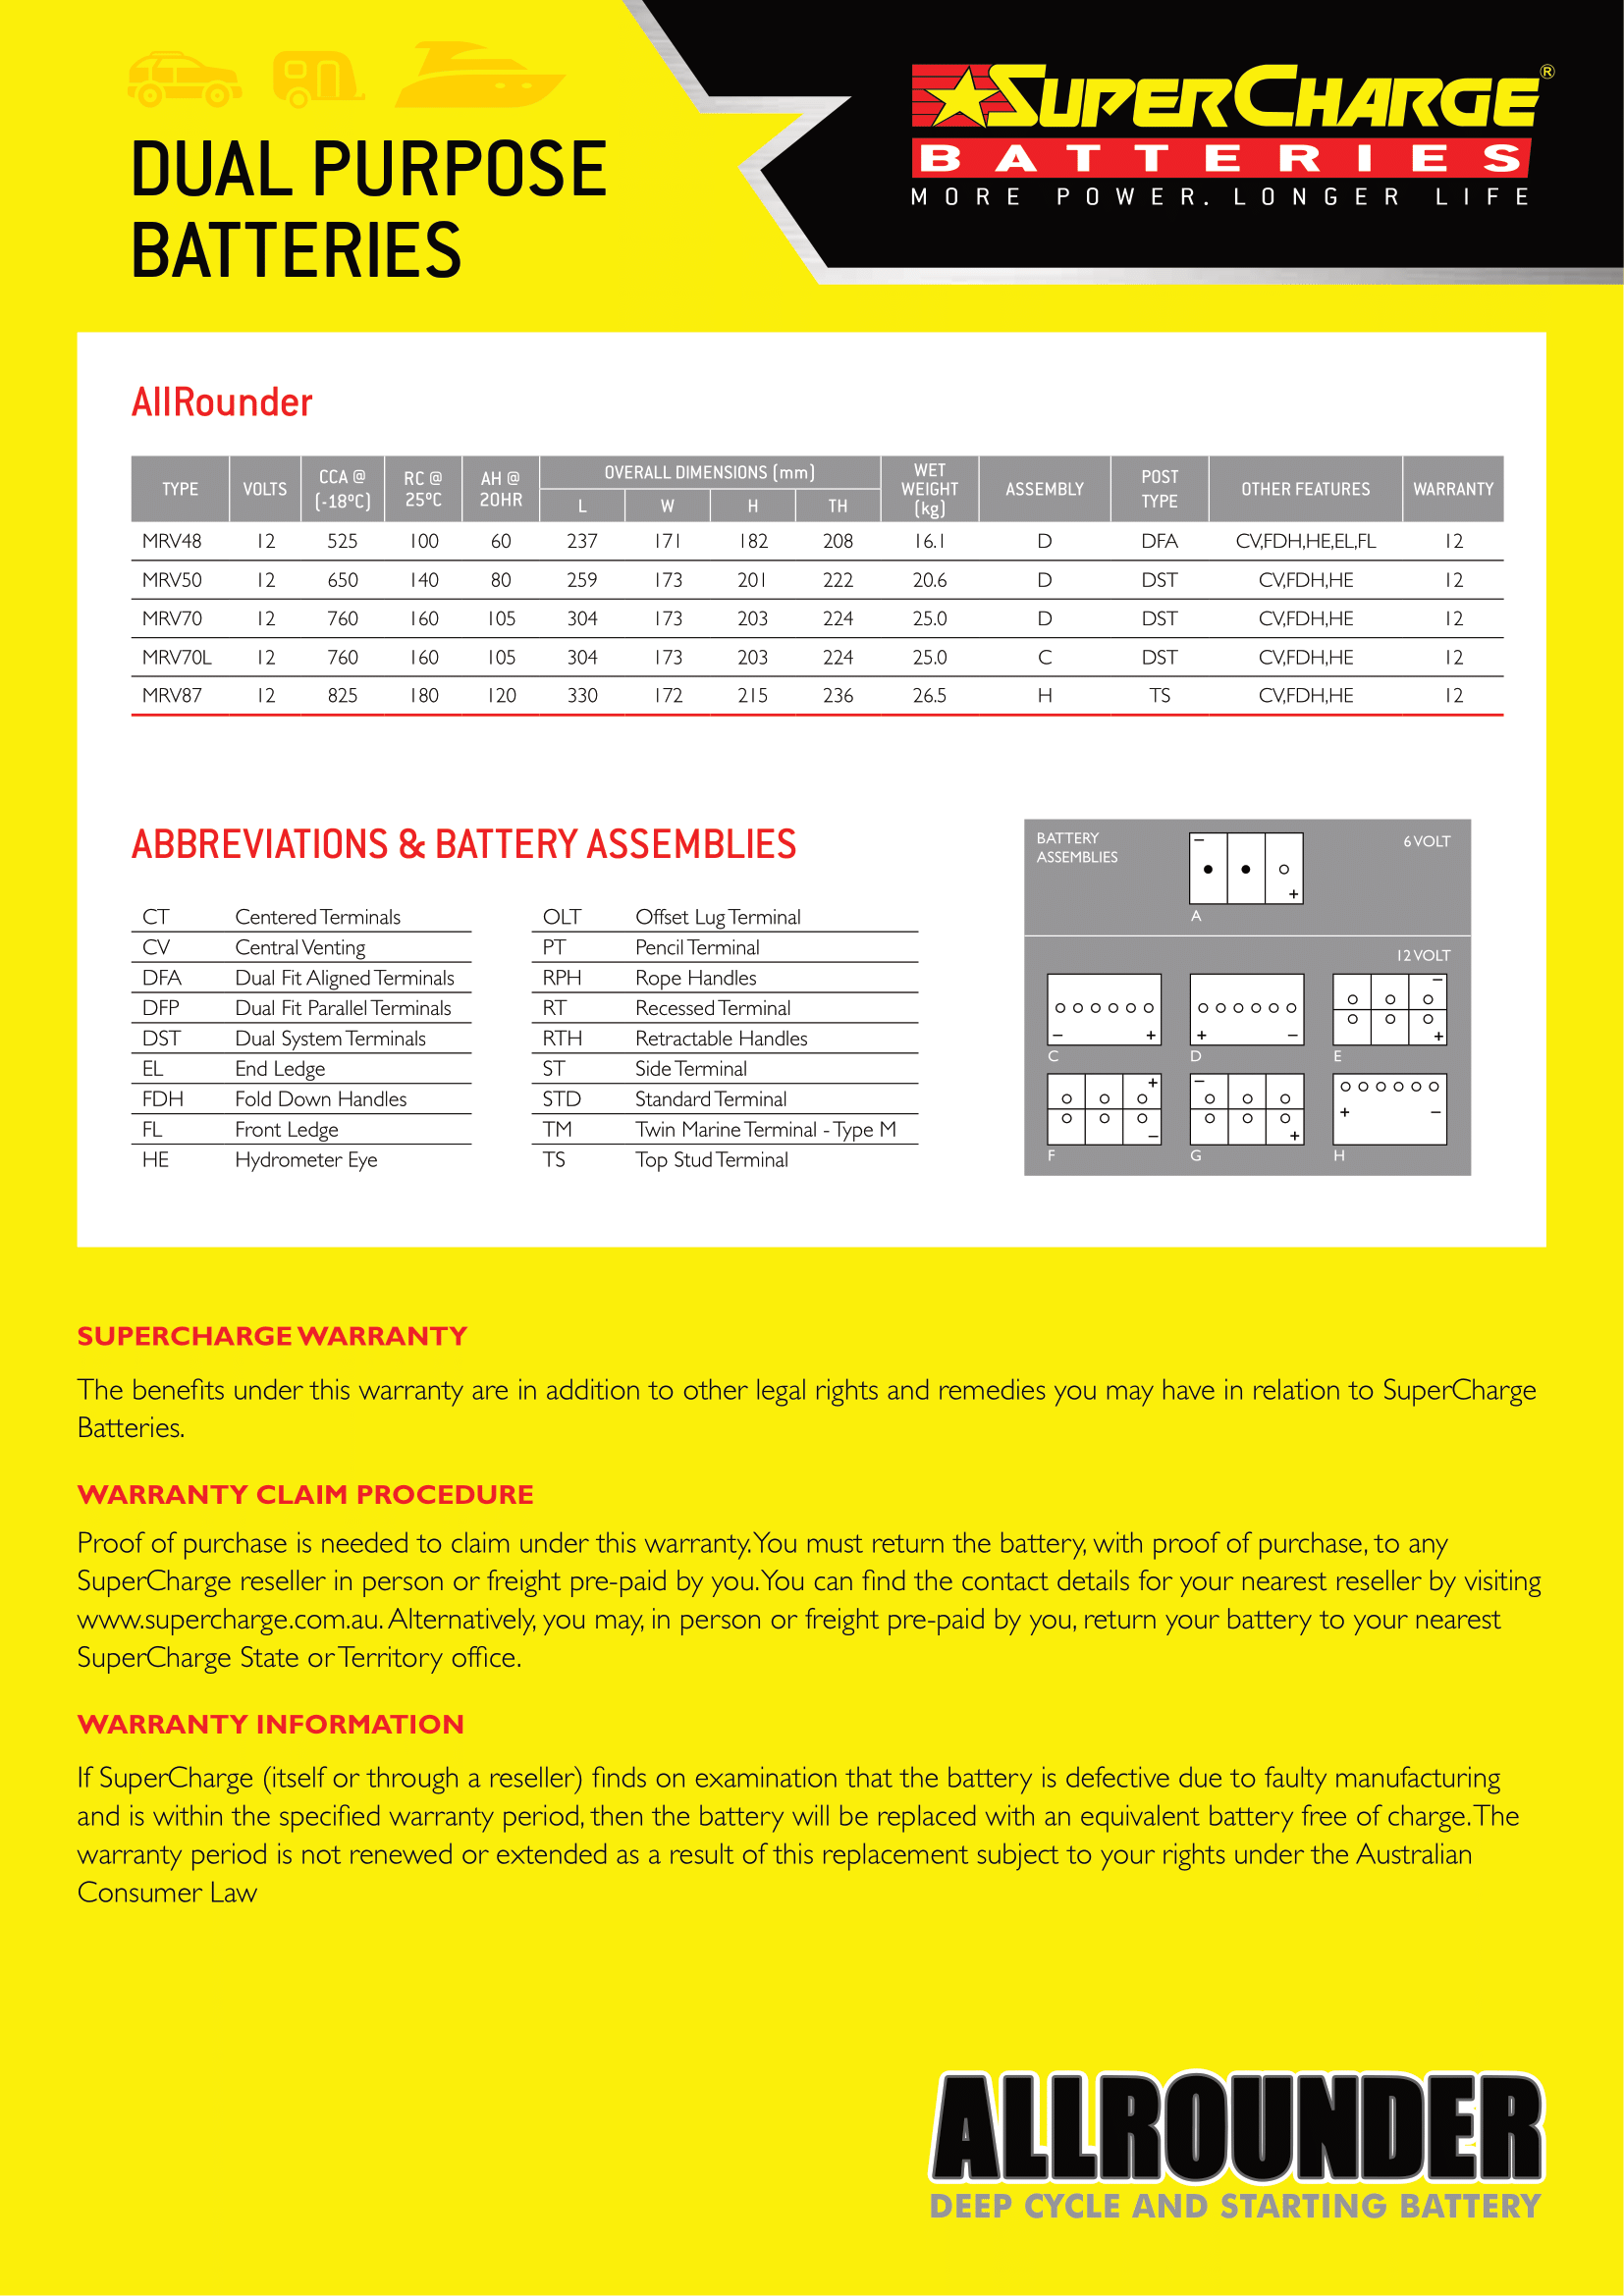 DUAL PURPOSE
BATTERIES
SUPERCHARGE®
BATTERIES
MORE POWER. LONGER LIFE
AllRounder
TYPE VOLTS CCA @ (-18ºC) RC @ 25ºC AH @ 20HR OVERALL DIMENSIONS (mm) L W H TH WET WEIGHT (kg) ASSEMBLY POST TYPE OTHER FEATURES WARRANTY
MRV48 12 525 100 60 237 171 182 208 16.1 D DFA CV,FDH,HE,EL,FL 12
MRV50 12 650 140 80 259 173 201 222 20.6 D DST CV,FDH,HE 12
MRV70 12 760 160 105 304 173 203 224 25.0 D DST CV,FDH,HE 12
MRV70L 12 760 160 105 304 173 203 224 25.0 C DST CV,FDH,HE 12
MRV87 12 825 180 120 330 172 215 236 26.5 H TS CV,FDH,HE 12
ABBREVIATIONS & BATTERY ASSEMBLIES
CT Centered Terminals
CV Central Venting
DFA Dual Fit Aligned Terminals
DFP Dual Fit Parallel Terminals
DST Dual System Terminals
EL End Ledge
FDH Fold Down Handles
FL Front Ledge
HE Hydrometer Eye
OLT Offset Lug Terminal
PT Pencil Terminal
RPH Rope Handles
RT Recessed Terminal
RTH Retractable Handles
ST Side Terminal
STD Standard Terminal
TM Twin Marine Terminal - Type M
TS Top Stud Terminal
BATTERY
ASSEMBLIES
6 VOLT
– +
A
12 VOLT
– +
+ –
– +
C D E
+ –
– +
+ –
F G H
SUPERCHARGE WARRANTY
The benefits under this warranty are in addition to other legal rights and remedies you may have in relation to SuperCharge
Batteries.
WARRANTY CLAIM PROCEDURE
Proof of purchase is needed to claim under this warranty. You must return the battery, with proof of purchase, to any
SuperCharge reseller in person or freight pre-paid by you. You can find the contact details for your nearest reseller by visiting
www.supercharge.com.au. Alternatively, you may, in person or freight pre-paid by you, return your battery to your nearest
SuperCharge State or Territory office.
WARRANTY INFORMATION
If SuperCharge (itself or through a reseller) finds on examination that the battery is defective due to faulty manufacturing
and is within the specified warranty period, then the battery will be replaced with an equivalent battery free of charge. The
warranty period is not renewed or extended as a result of this replacement subject to your rights under the Australian
Consumer Law
ALLROUNDER
DEEP CYCLE AND STARTING BATTERY